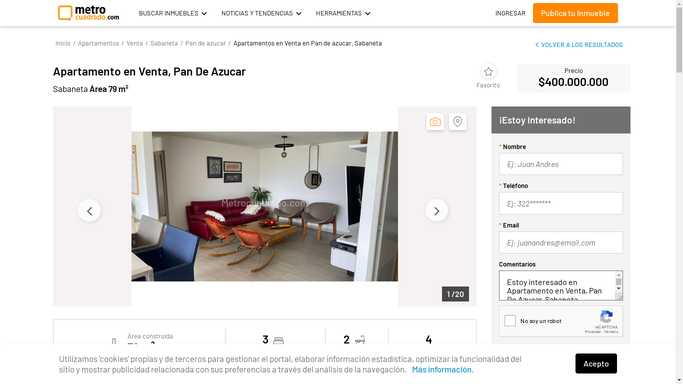 metro
cuadrado.com
BUSCAR INMUEBLES
NOTICIAS Y TENDENCIAS
HERRAMIENTAS
INGRESAR
Publica tu Inmueble
Inicio / Apartamentos / Venta / Sabaneta / Pan de azucar / Apartamentos en Venta en Pan de azucar, Sabaneta
VOLVER A LOS RESULTADOS
Apartamento en Venta, Pan De Azucar
Sabaneta Área 79 m²
Favorito
Precio
$400.000.000
1 / 20
¡Estoy Interesado!
* Nombre
Ej: Juan Andres
* Teléfono
Ej: 322*******
* Email
Ej: juanandres@email.com
Comentarios
Estoy interesado en
Apartamento en Venta, Pan
De Azucar, Sabaneta
No soy un robot
reCAPTCHA
Privacidad - Términos
Área construida
3
2
4
Utilizamos 'cookies' propias y de terceros para gestionar el portal, elaborar información estadística, optimizar la funcionalidad del
sitio y mostrar publicidad relacionada con sus preferencias a través del análisis de la navegación. Más información.
Acepto